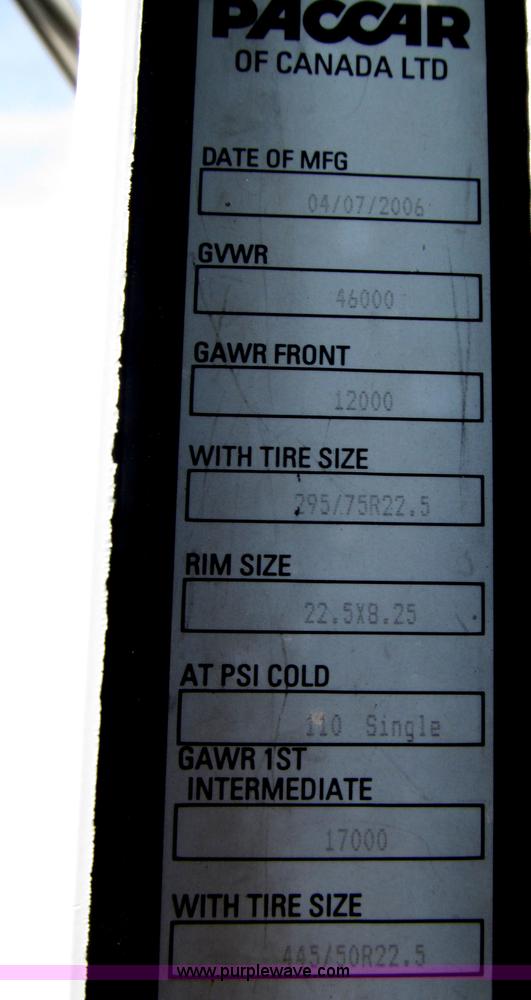 PACCAR
OF CANADA LTD
DATE OF MFG
04/07/2006
GVWR
46000
GAWR FRONT
12000
WITH TIRE SIZE
295/75R22.5
RIM SIZE
22.5X8.25
AT PSI COLD
110 Single
GAWR 1ST
INTERMEDIATE
17000
WITH TIRE SIZE
445/50R22.5
www.purplewave.com